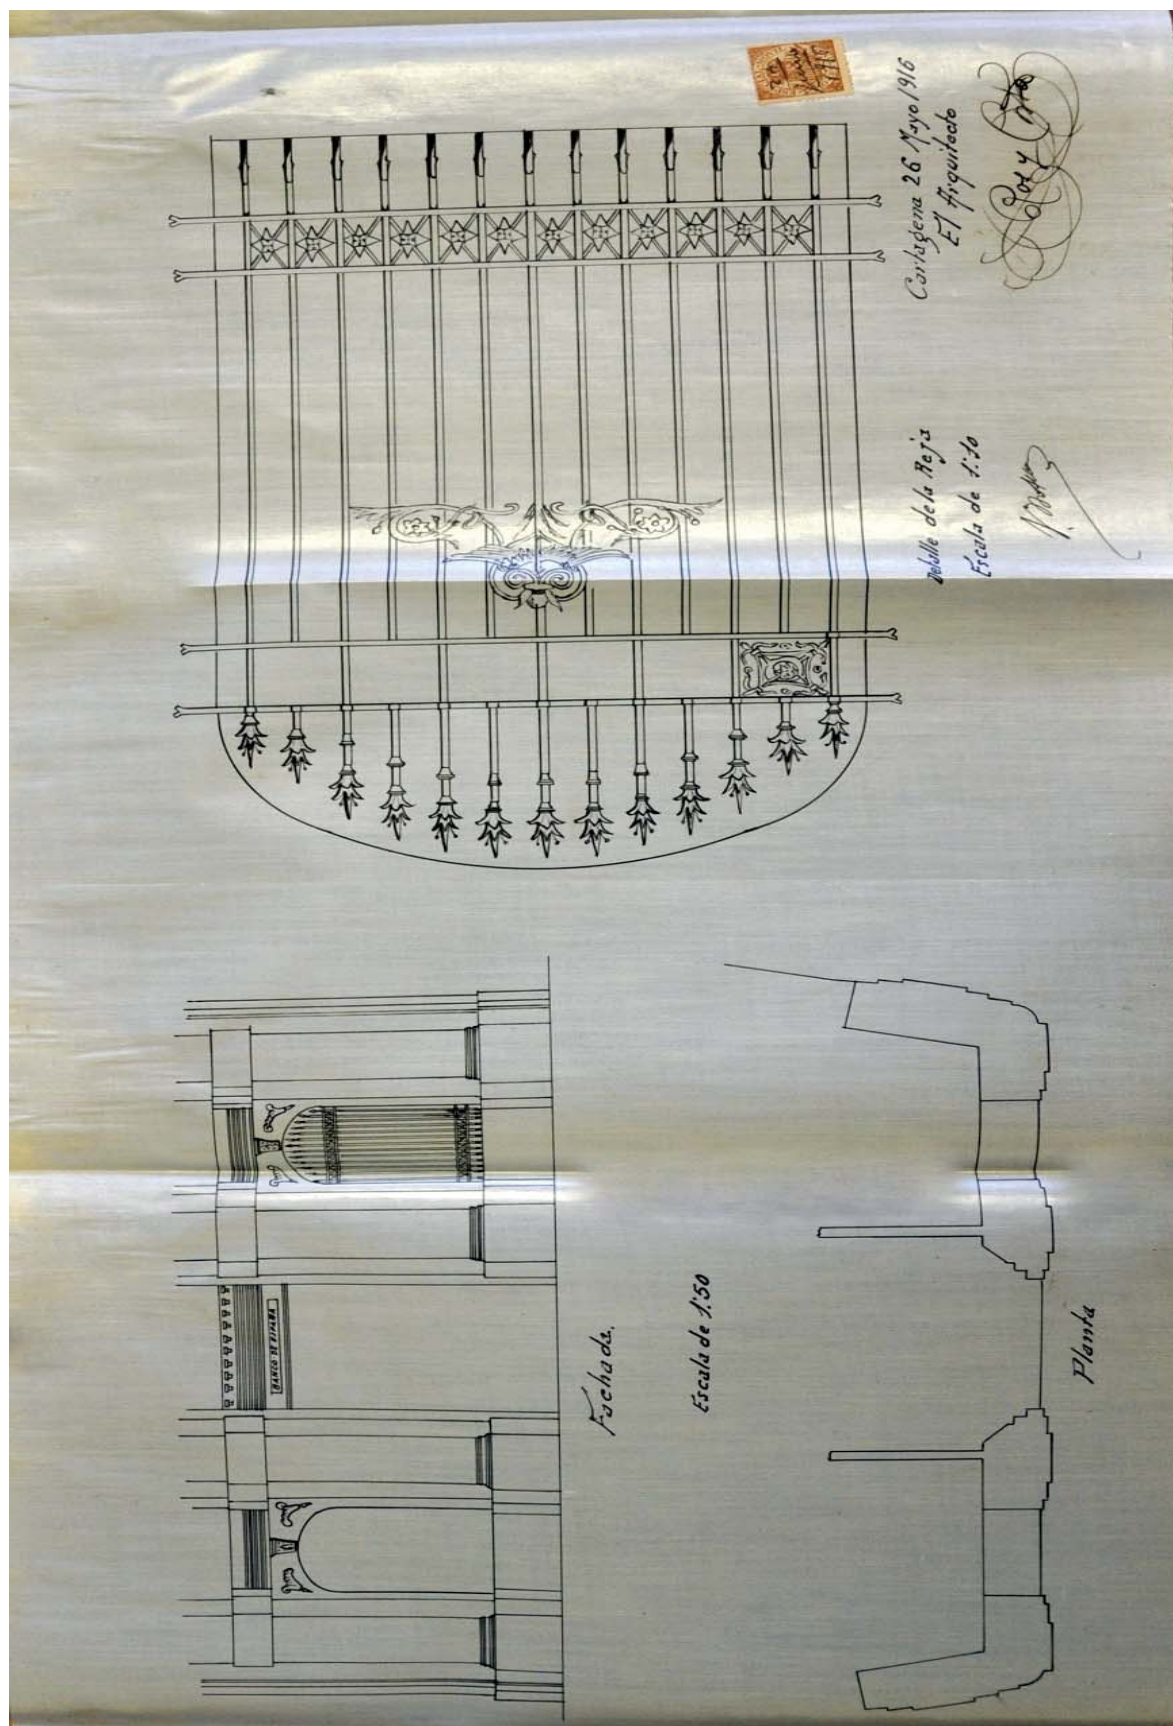 BANCO DE ESPAÑA
Fachada.
Escala de 1:50
Planta
Detalle de la Reja
Escala de 1:10
Cartagena 26 Mayo 1916
El Arquitecto